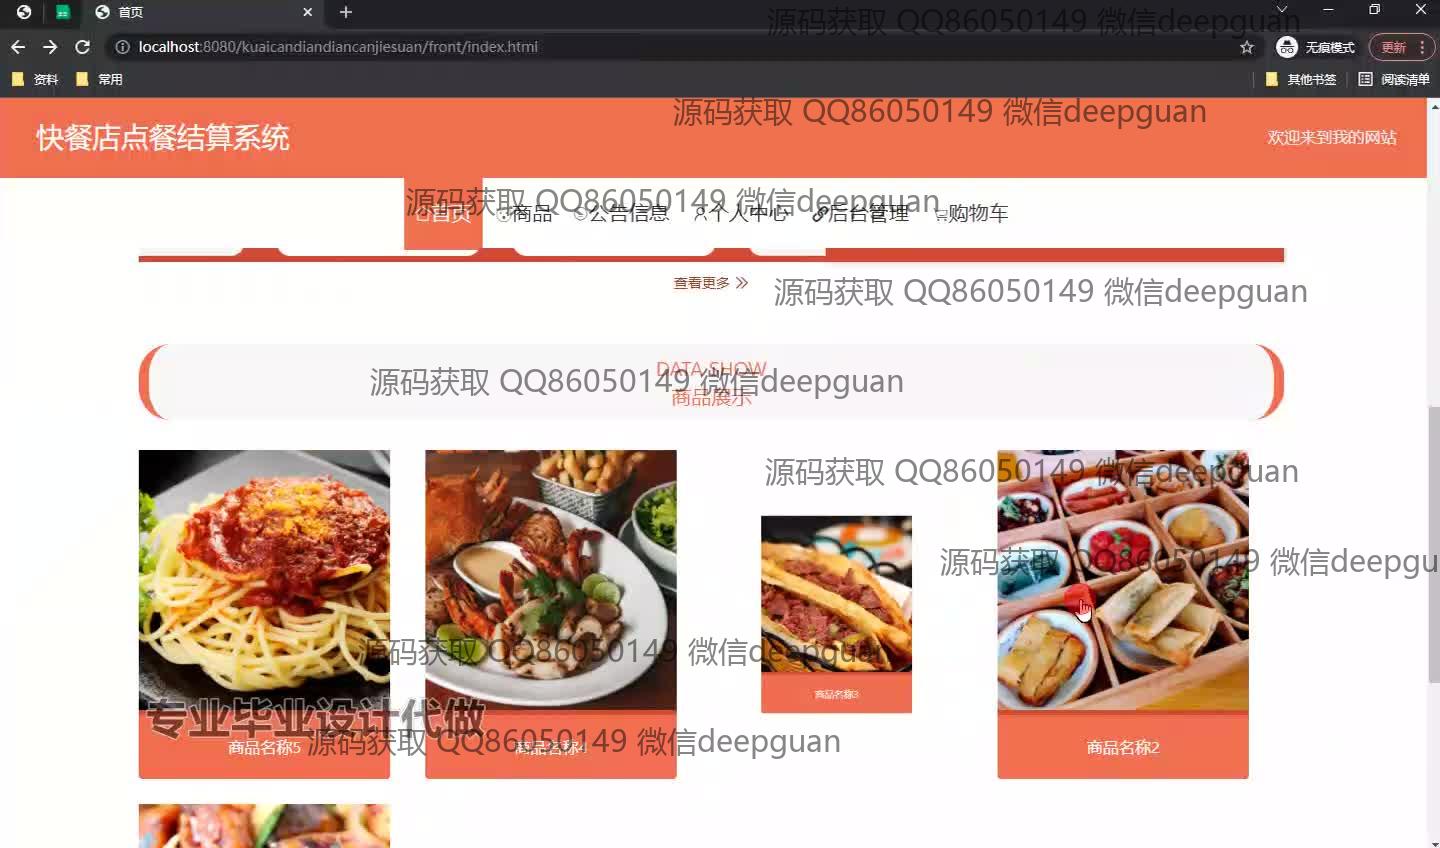 首页
源码获取 QQ86050149 微信deepguan
localhost:8080/kuaicandiandiancanjiesuan/front/index.html
无痕模式
更新
资料
常用
其他书签
阅读清单
源码获取 QQ86050149 微信deepguan
快餐店点餐结算系统
欢迎来到我的网站
源码获取 QQ86050149 微信deepguan
首页
商品
公告信息
个人中心
后台管理
购物车
查看更多
源码获取 QQ86050149 微信deepguan
DATA SHOW
源码获取 QQ86050149 微信deepguan
商品展示
源码获取 QQ86050149 微信deepguan
源码获取 QQ86050149 微信deepgu
源码获取 QQ86050149 微信deepguan
商品名称3
专业毕业设计代做
源码获取 QQ86050149 微信deepguan
商品名称5
商品名称4
商品名称2